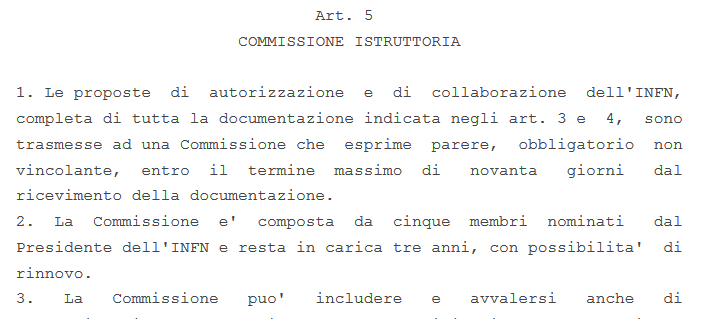 Art. 5
COMMISSIONE ISTRUTTORIA
1. Le proposte di autorizzazione e di collaborazione dell'INFN,
completa di tutta la documentazione indicata negli art. 3 e 4, sono
trasmesse ad una Commissione che esprime parere, obbligatorio non
vincolante, entro il termine massimo di novanta giorni dal
ricevimento della documentazione.
2. La Commissione e' composta da cinque membri nominati dal
Presidente dell'INFN e resta in carica tre anni, con possibilita' di
rinnovo.
3. La Commissione puo' includere e avvalersi anche di